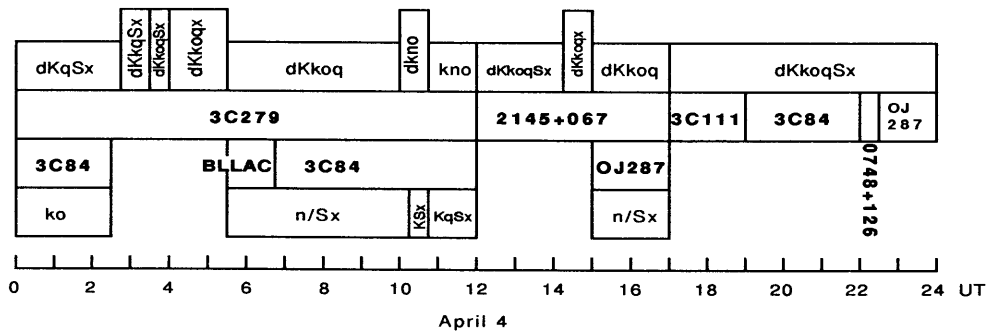 dKqSx dKkqSx dKkoqSx dKkoqx dKkoq dkno kno dKkoqSx dKkoqx dKkoq dKkoqSx
3C279 2145+067 3C111 3C84 OJ
287
3C84 BLLAC 3C84 OJ287 0748+126
ko n/Sx KSx KqSx n/Sx
0 2 4 6 8 10 12 14 16 18 20 22 24 UT
April 4